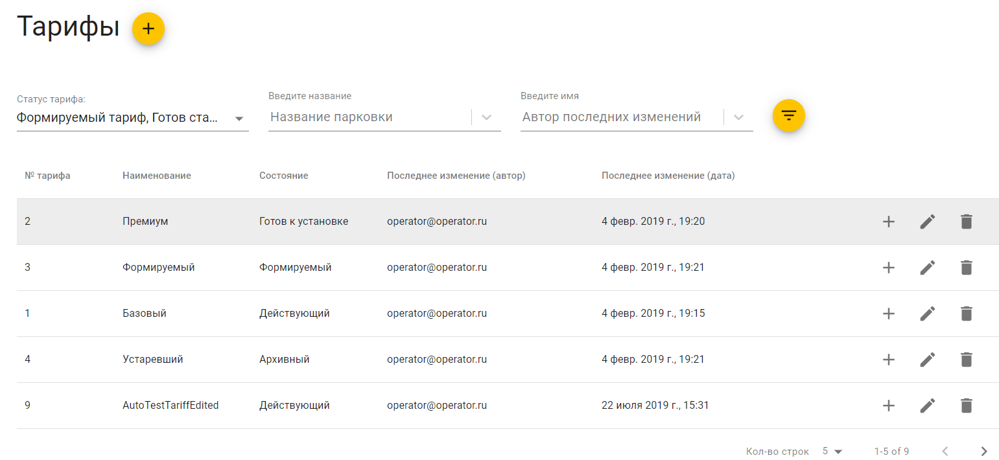 Тарифы
Статус тарифа: Введите название Введите имя
Формируемый тариф, Готов ста... Название парковки Автор последних изменений
№ тарифа Наименование Состояние Последнее изменение (автор) Последнее изменение (дата)
2 Премиум Готов к установке operator@operator.ru 4 февр. 2019 г., 19:20
3 Формируемый Формируемый operator@operator.ru 4 февр. 2019 г., 19:21
1 Базовый Действующий operator@operator.ru 4 февр. 2019 г., 19:15
4 Устаревший Архивный operator@operator.ru 4 февр. 2019 г., 19:21
9 AutoTestTariffEdited Действующий operator@operator.ru 22 июля 2019 г., 15:31
Кол-во строк 5 1-5 of 9